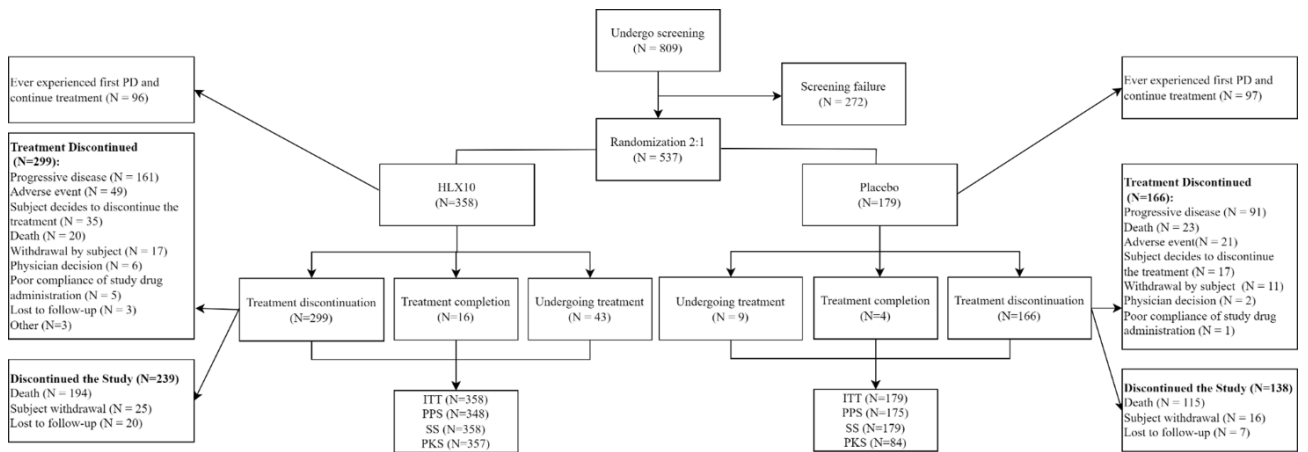 Undergo screening
(N = 809)
Screening failure
(N = 272)
Randomization 2:1
(N = 537)
Ever experienced first PD and
continue treatment (N = 96)
Ever experienced first PD and
continue treatment (N = 97)
HLX10
(N=358)
Placebo
(N=179)
Treatment Discontinued
(N=299):
Progressive disease (N = 161)
Adverse event (N = 49)
Subject decides to discontinue the
treatment (N = 35)
Death (N = 20)
Withdrawal by subject (N = 17)
Physician decision (N = 6)
Poor compliance of study drug
administration (N = 5)
Lost to follow-up (N = 3)
Other (N=3)
Treatment discontinuation
(N=299)
Treatment completion
(N=16)
Undergoing treatment
(N = 43)
Undergoing treatment
(N = 9)
Treatment completion
(N=4)
Treatment discontinuation
(N=166)
Treatment Discontinued
(N=166):
Progressive disease (N = 91)
Death (N = 23)
Adverse event(N = 21)
Subject decides to discontinue
the treatment (N = 17)
Withdrawal by subject (N = 11)
Physician decision (N = 2)
Poor compliance of study drug
administration (N = 1)
Discontinued the Study (N=239)
Death (N = 194)
Subject withdrawal (N = 25)
Lost to follow-up (N = 20)
ITT (N=358)
PPS (N=348)
SS (N=358)
PKS (N=357)
ITT (N=179)
PPS (N=175)
SS (N=179)
PKS (N=84)
Discontinued the Study (N=138)
Death (N = 115)
Subject withdrawal (N = 16)
Lost to follow-up (N = 7)